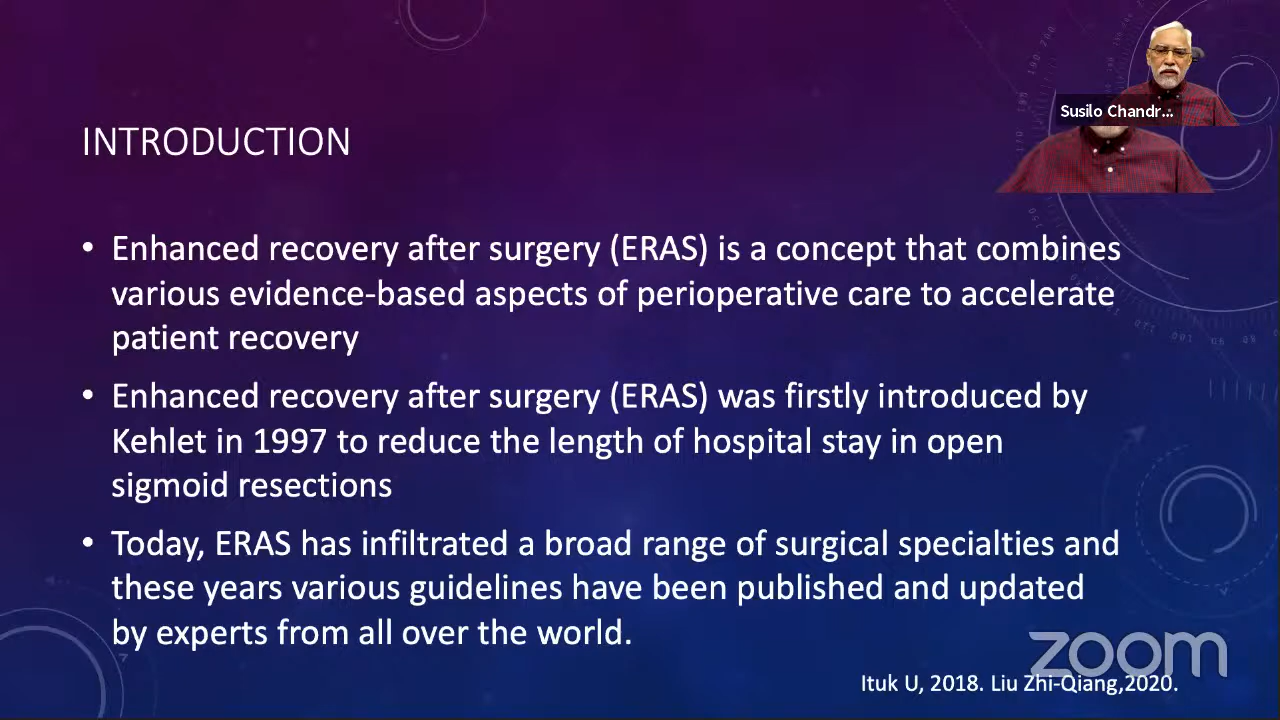 Susilo Chandr...
INTRODUCTION
• Enhanced recovery after surgery (ERAS) is a concept that combines
various evidence-based aspects of perioperative care to accelerate
patient recovery
• Enhanced recovery after surgery (ERAS) was firstly introduced by
Kehlet in 1997 to reduce the length of hospital stay in open
sigmoid resections
• Today, ERAS has infiltrated a broad range of surgical specialties and
these years various guidelines have been published and updated
by experts from all over the world.
zoom
Ituk U, 2018. Liu Zhi-Qiang,2020.